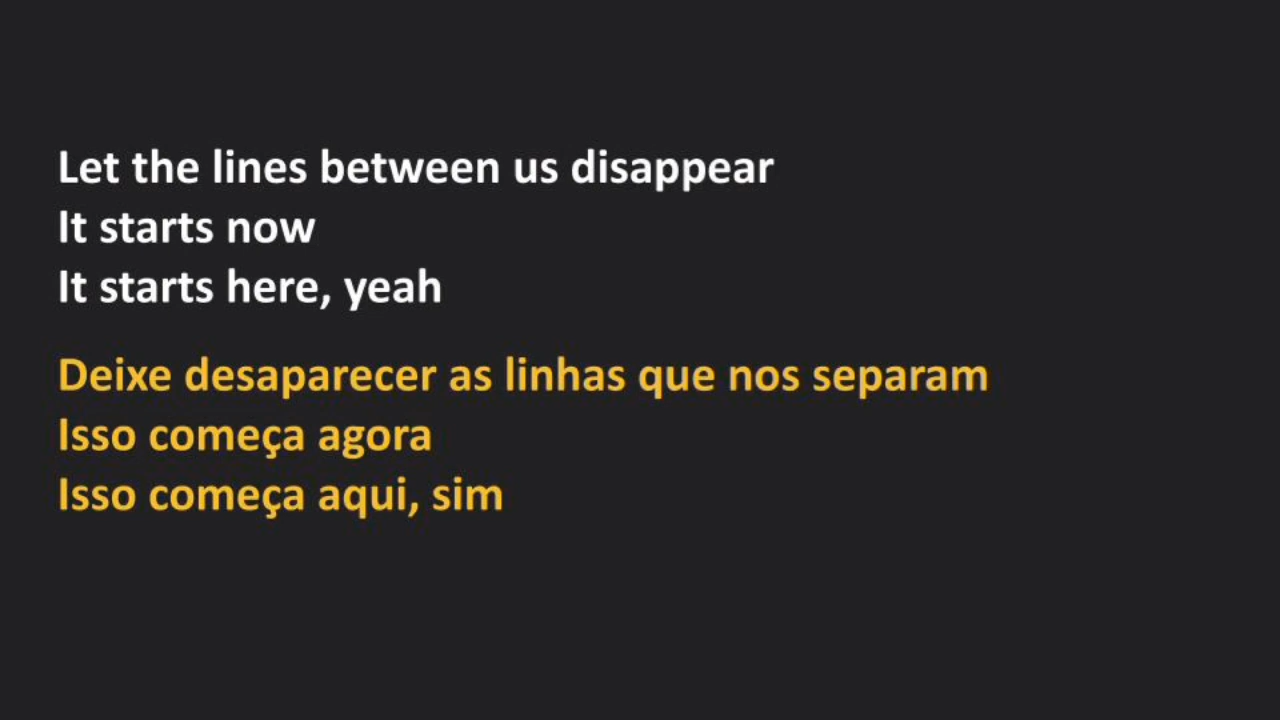 Let the lines between us disappear
It starts now
It starts here, yeah
Deixe desaparecer as linhas que nos separam
Isso começa agora
Isso começa aqui, sim